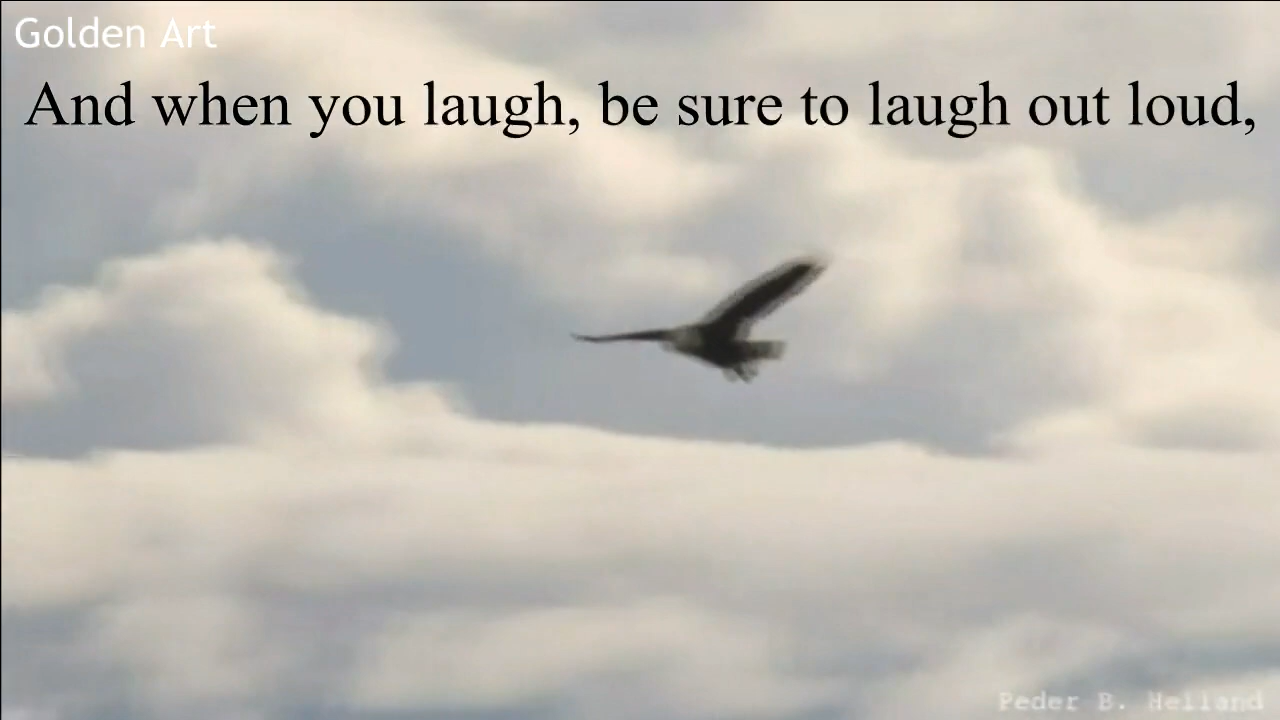 Golden Art
And when you laugh, be sure to laugh out loud,
Peder B. Helland